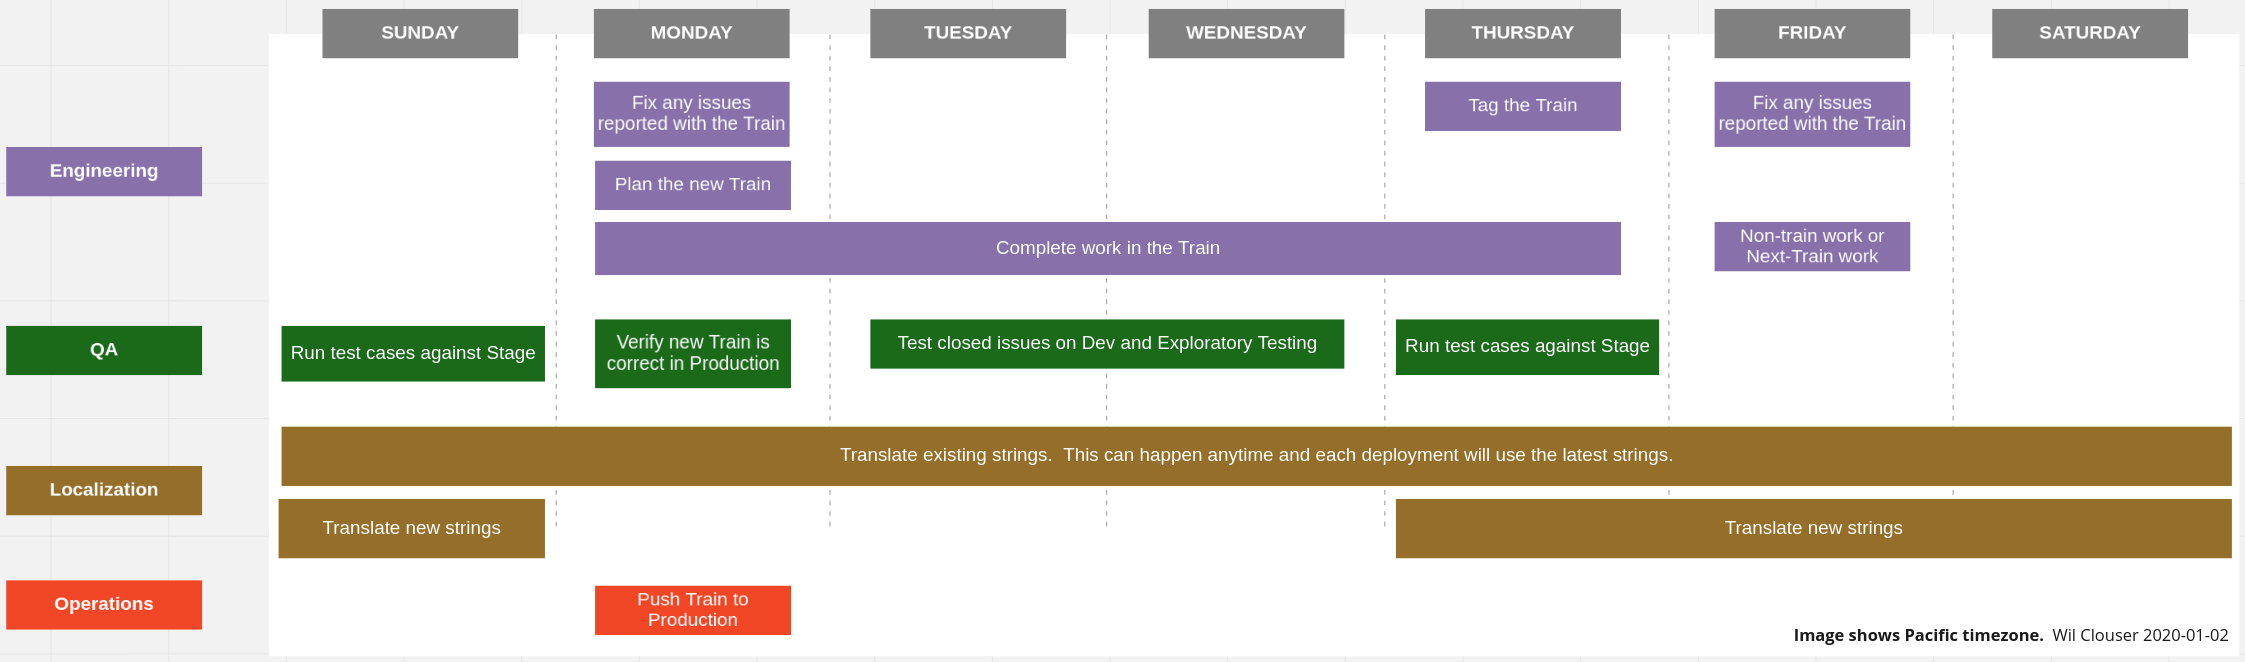 SUNDAY MONDAY TUESDAY WEDNESDAY THURSDAY FRIDAY SATURDAY
Engineering
Fix any issues
reported with the Train
Tag the Train
Fix any issues
reported with the Train
Plan the new Train
Complete work in the Train
Non-train work or
Next-Train work
QA
Run test cases against Stage
Verify new Train is
correct in Production
Test closed issues on Dev and Exploratory Testing
Run test cases against Stage
Localization
Translate existing strings.  This can happen anytime and each deployment will use the latest strings.
Translate new strings
Translate new strings
Operations
Push Train to
Production
Image shows Pacific timezone.  Wil Clouser 2020-01-02